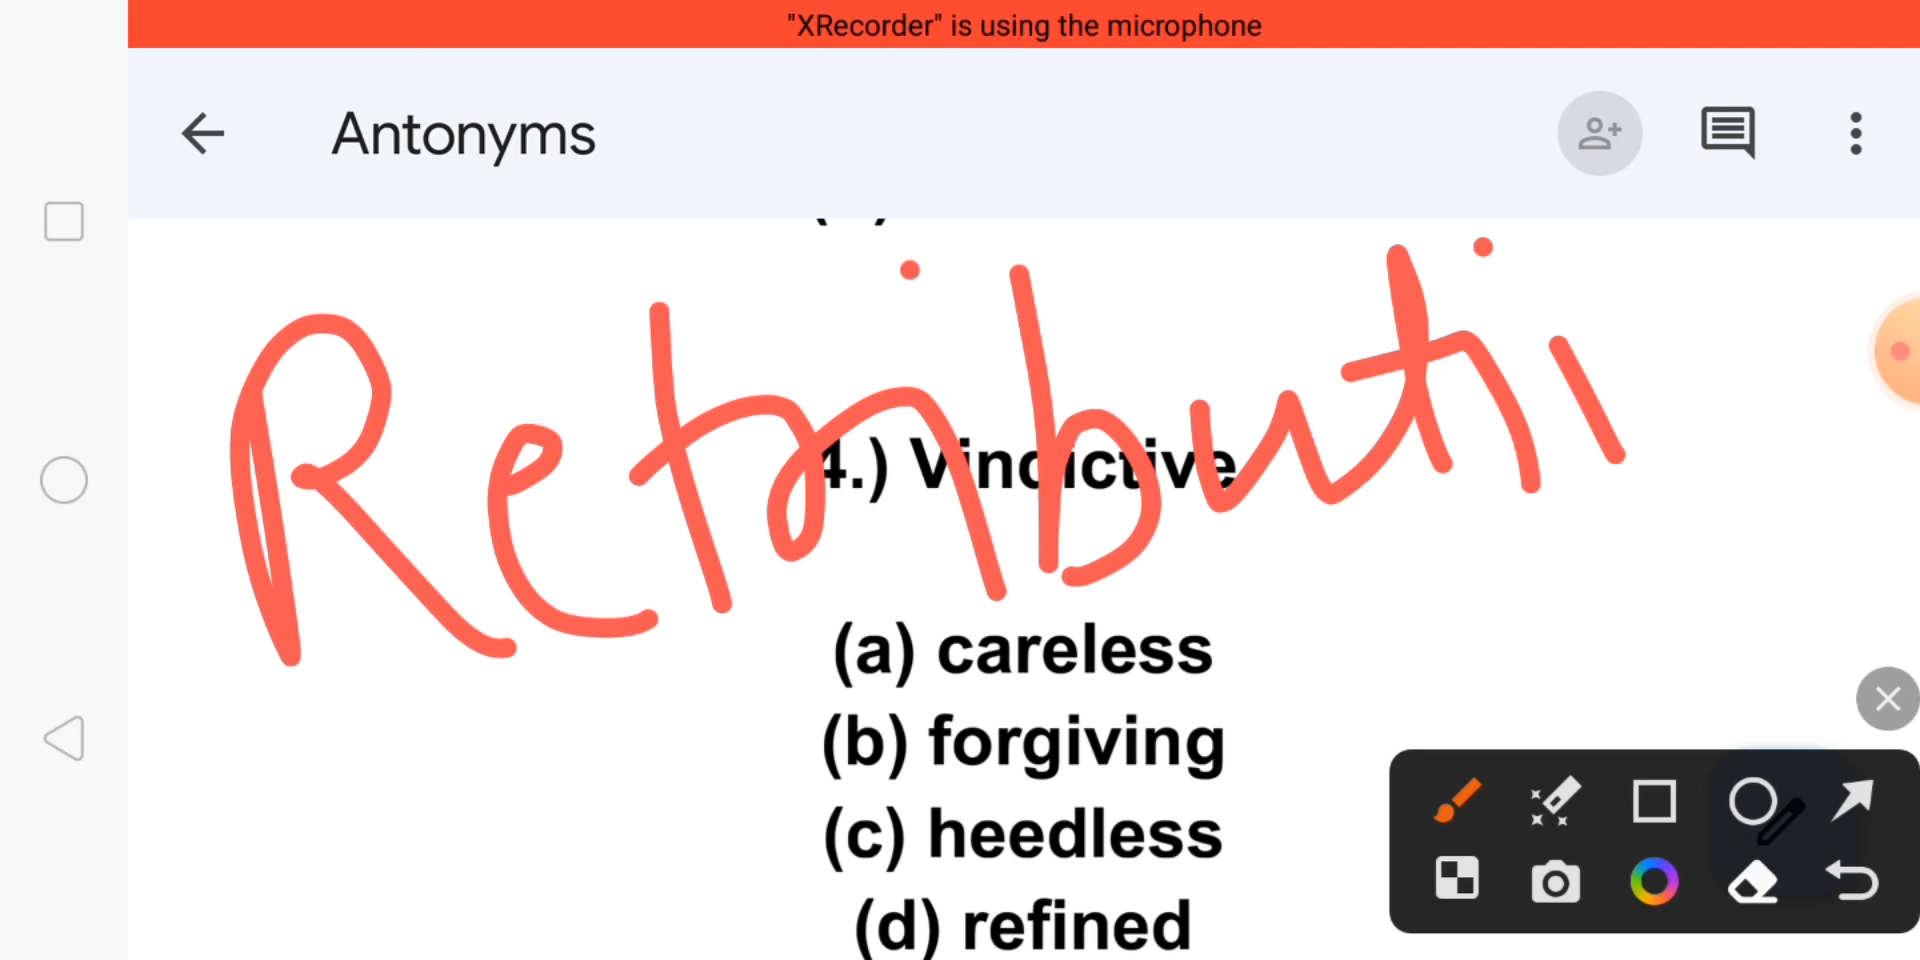 "XRecorder" is using the microphone
Antonyms
Retributi
4.) Vindictive
(a) careless
(b) forgiving
(c) heedless
(d) refined